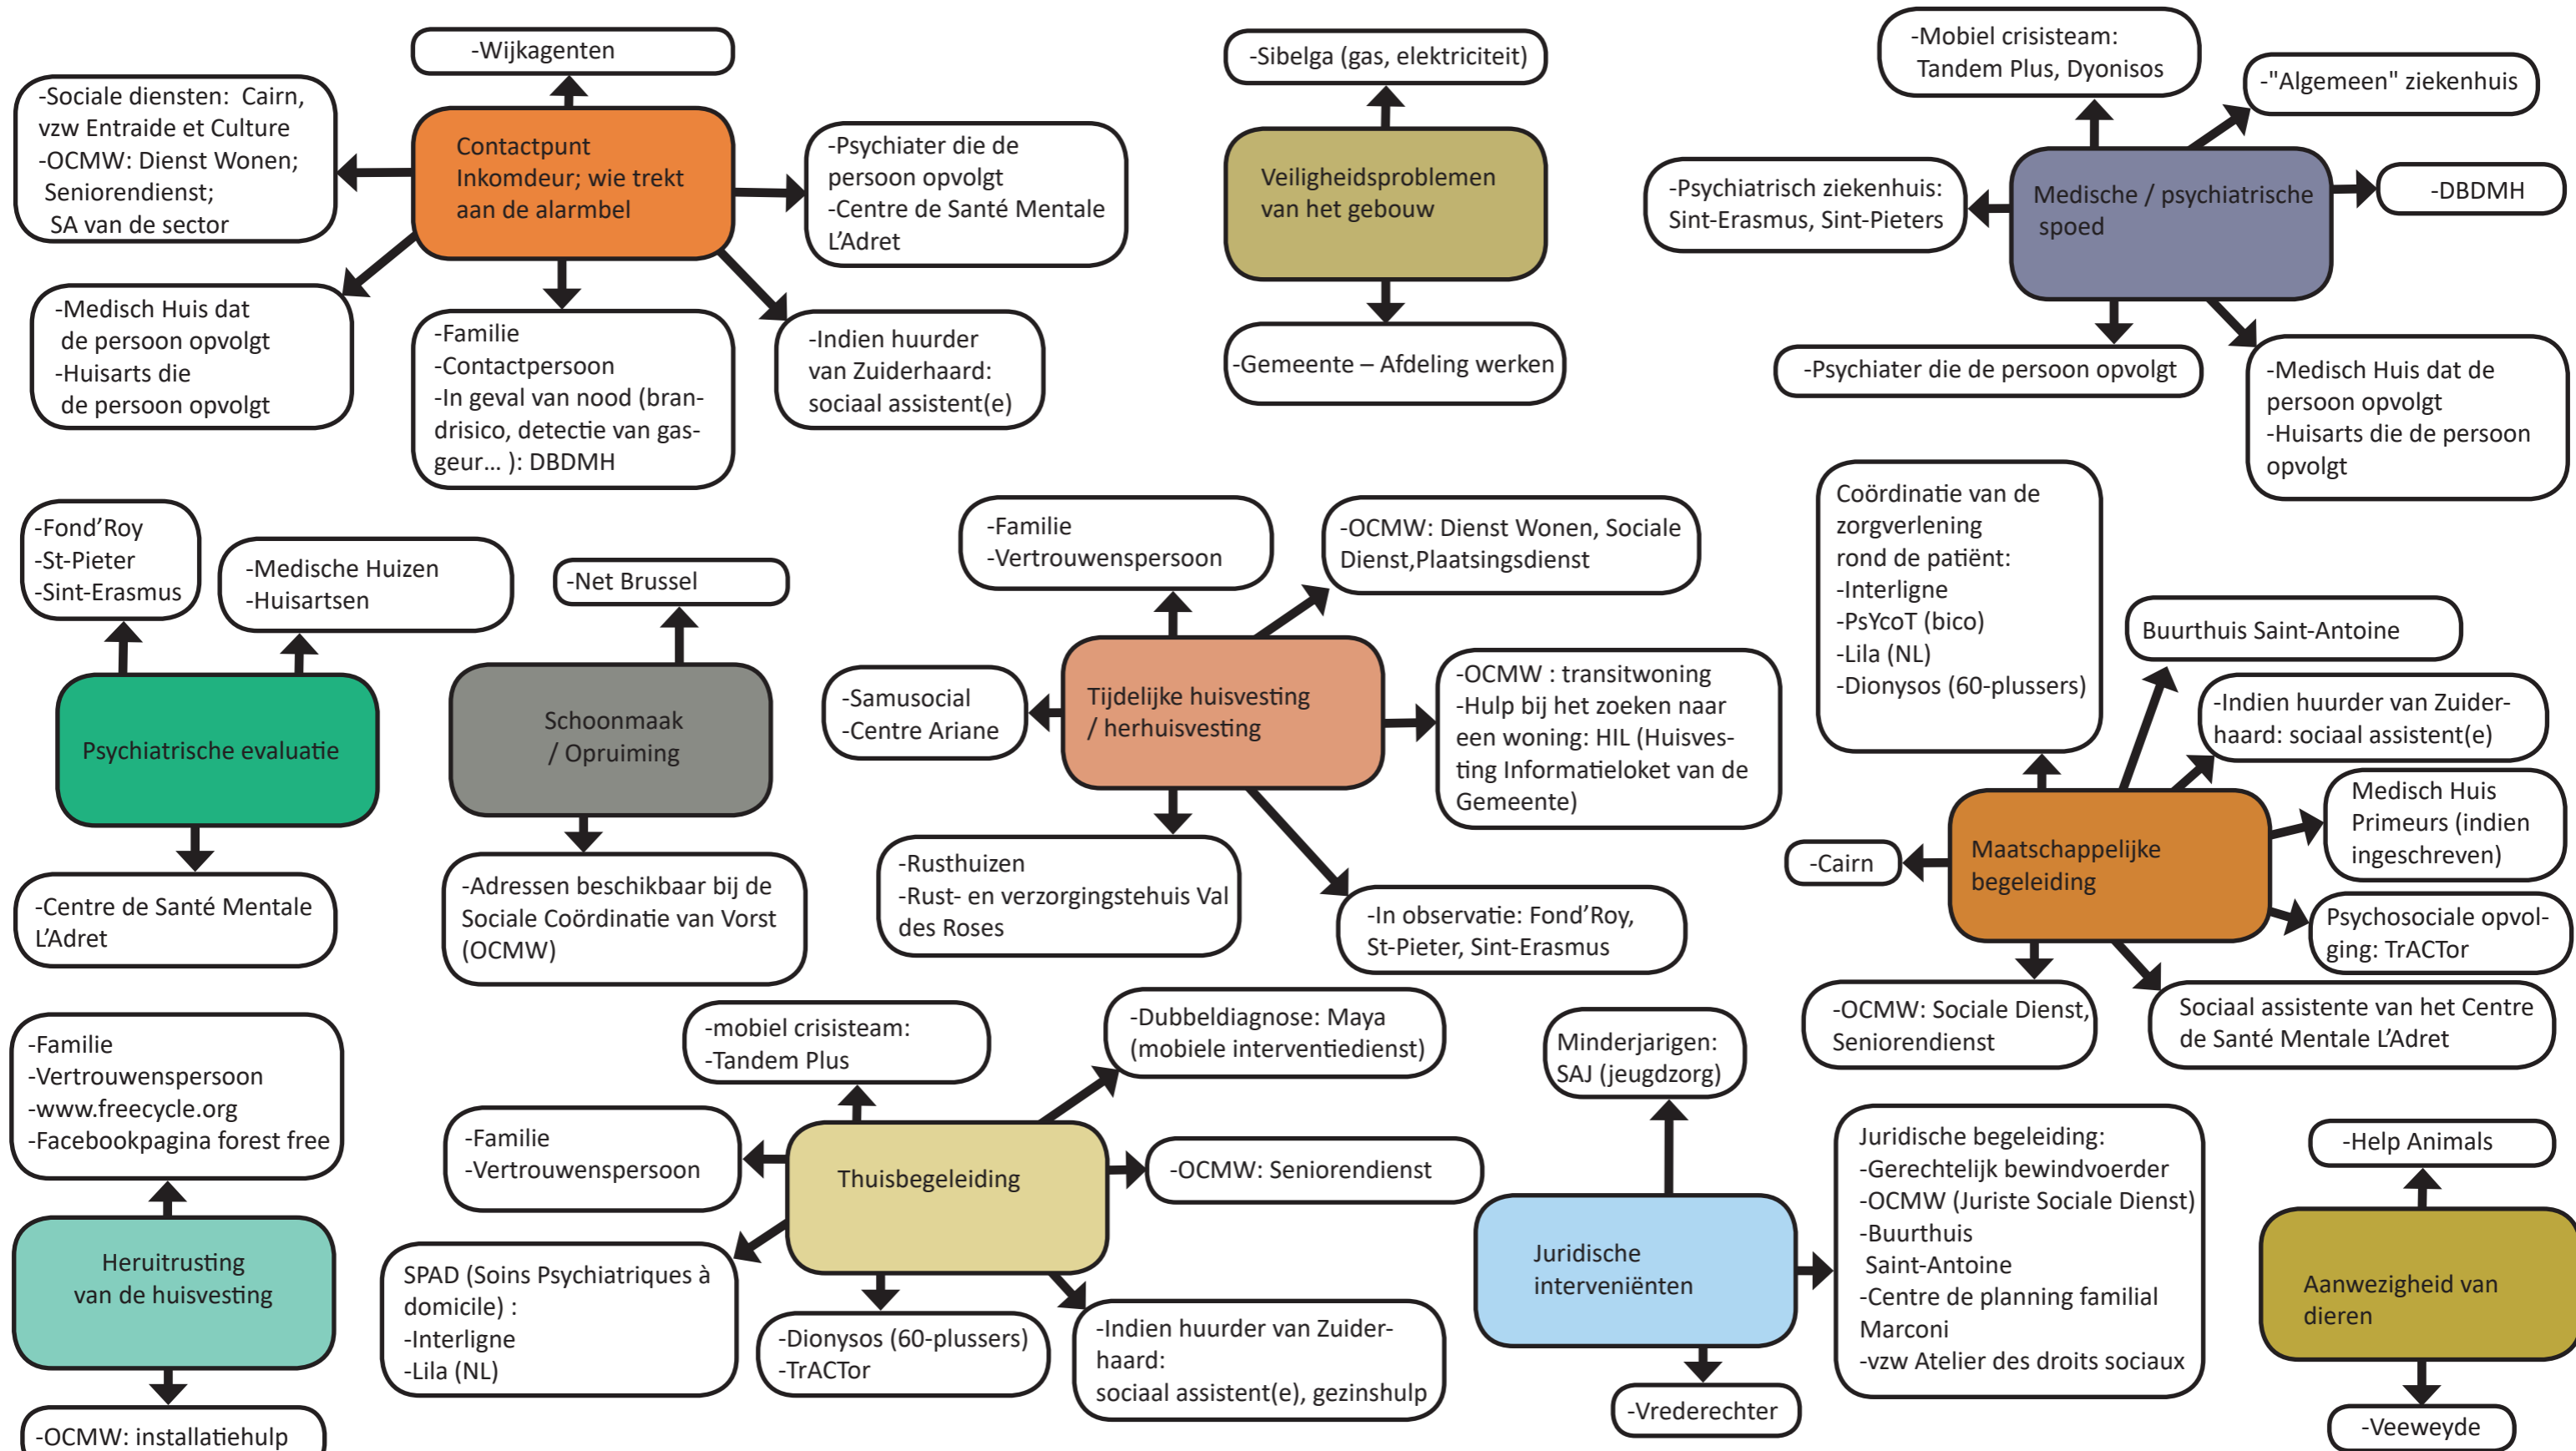 -Wijkagenten
-Sociale diensten:  Cairn,
vzw Entraide et Culture
-OCMW: Dienst Wonen;
Seniorendienst;
SA van de sector
Contactpunt
Inkomdeur; wie trekt
aan de alarmbel
-Psychiater die de
persoon opvolgt
-Centre de Santé Mentale
L'Adret
-Medisch Huis dat
de persoon opvolgt
-Huisarts die
de persoon opvolgt
-Familie
-Contactpersoon
-In geval van nood (bran-
drisico, detectie van gas-
geur... ): DBDMH
-Indien huurder
van Zuiderhaard:
sociaal assistent(e)
-Sibelga (gas, elektriciteit)
Veiligheidsproblemen
van het gebouw
-Gemeente – Afdeling werken
-Mobiel crisisteam:
Tandem Plus, Dyonisos
-"Algemeen" ziekenhuis
-Psychiatrisch ziekenhuis:
Sint-Erasmus, Sint-Pieters
Medische / psychiatrische
spoed
-DBDMH
-Psychiater die de persoon opvolgt
-Medisch Huis dat de
persoon opvolgt
-Huisarts die de persoon
opvolgt
-Fond'Roy
-St-Pieter
-Sint-Erasmus
-Medische Huizen
-Huisartsen
Psychiatrische evaluatie
-Centre de Santé Mentale
L'Adret
-Net Brussel
Schoonmaak
/ Opruiming
-Adressen beschikbaar bij de
Sociale Coördinatie van Vorst
(OCMW)
-Familie
-Vertrouwenspersoon
-OCMW: Dienst Wonen, Sociale
Dienst,Plaatsingsdienst
-Samusocial
-Centre Ariane
Tijdelijke huisvesting
/ herhuisvesting
-OCMW : transitwoning
-Hulp bij het zoeken naar
een woning: HIL (Huisves-
ting Informatieloket van de
Gemeente)
-Rusthuizen
-Rust- en verzorgingstehuis Val
des Roses
-In observatie: Fond'Roy,
St-Pieter, Sint-Erasmus
Coördinatie van de
zorgverlening
rond de patiënt:
-Interligne
-PsYcoT (bico)
-Lila (NL)
-Dionysos (60-plussers)
Buurthuis Saint-Antoine
-Indien huurder van Zuider-
haard: sociaal assistent(e)
Medisch Huis
Primeurs (indien
ingeschreven)
-Cairn
Maatschappelijke
begeleiding
Psychosociale opvol-
ging: TrACTor
-OCMW: Sociale Dienst,
Seniorendienst
Sociaal assistente van het Centre
de Santé Mentale L'Adret
-Familie
-Vertrouwenspersoon
-www.freecycle.org
-Facebookpagina forest free
Heruitrusting
van de huisvesting
-OCMW: installatiehulp
-mobiel crisisteam:
-Tandem Plus
-Dubbeldiagnose: Maya
(mobiele interventiedienst)
-Familie
-Vertrouwenspersoon
Thuisbegeleiding
-OCMW: Seniorendienst
SPAD (Soins Psychiatriques à
domicile) :
-Interligne
-Lila (NL)
-Dionysos (60-plussers)
-TrACTor
-Indien huurder van Zuider-
haard:
sociaal assistent(e), gezinshulp
Minderjarigen:
SAJ (jeugdzorg)
Juridische
interveniënten
Juridische begeleiding:
-Gerechtelijk bewindvoerder
-OCMW (Juriste Sociale Dienst)
-Buurthuis
Saint-Antoine
-Centre de planning familial
Marconi
-vzw Atelier des droits sociaux
-Vrederechter
-Help Animals
Aanwezigheid van
dieren
-Veeweyde